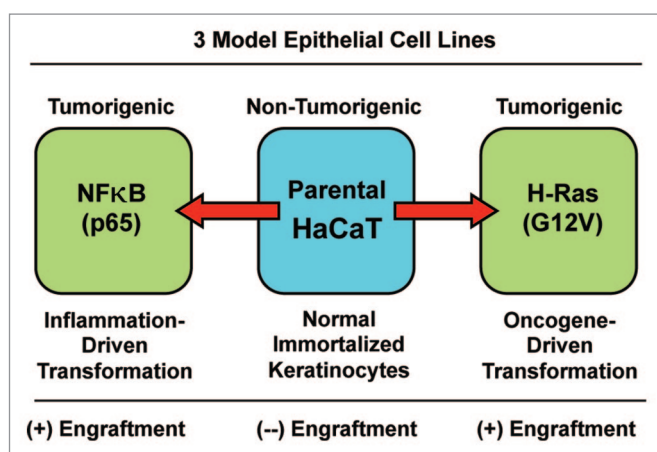 3 Model Epithelial Cell Lines
Tumorigenic
NFκB
(p65)
Inflammation-
Driven
Transformation
(+) Engraftment
Non-Tumorigenic
Parental
HaCaT
Normal
Immortalized
Keratinocytes
(--) Engraftment
Tumorigenic
H-Ras
(G12V)
Oncogene-
Driven
Transformation
(+) Engraftment